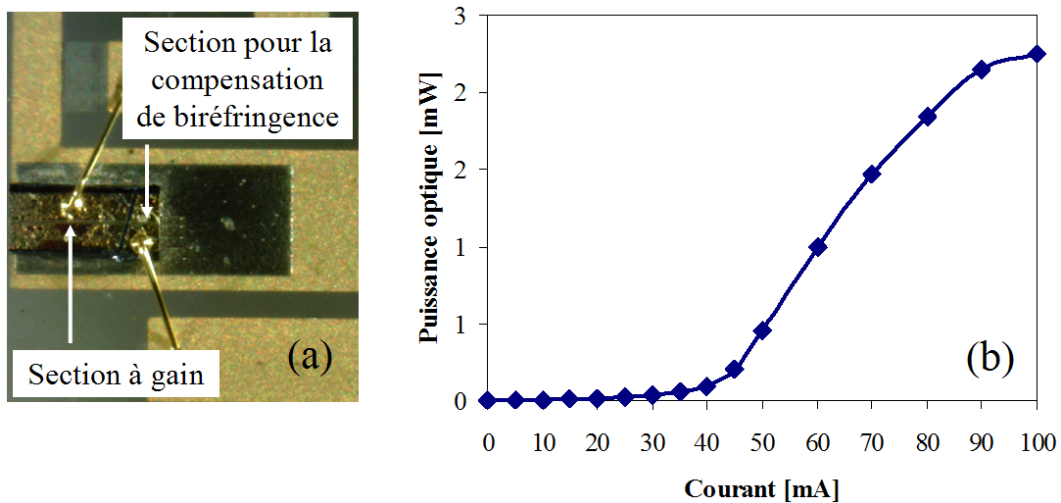 Section pour la
compensation
de biréfringence
Section à gain
(a)
Puissance optique [mW]
3
2
2
1
1
0
0 10 20 30 40 50 60 70 80 90 100
Courant [mA]
(b)